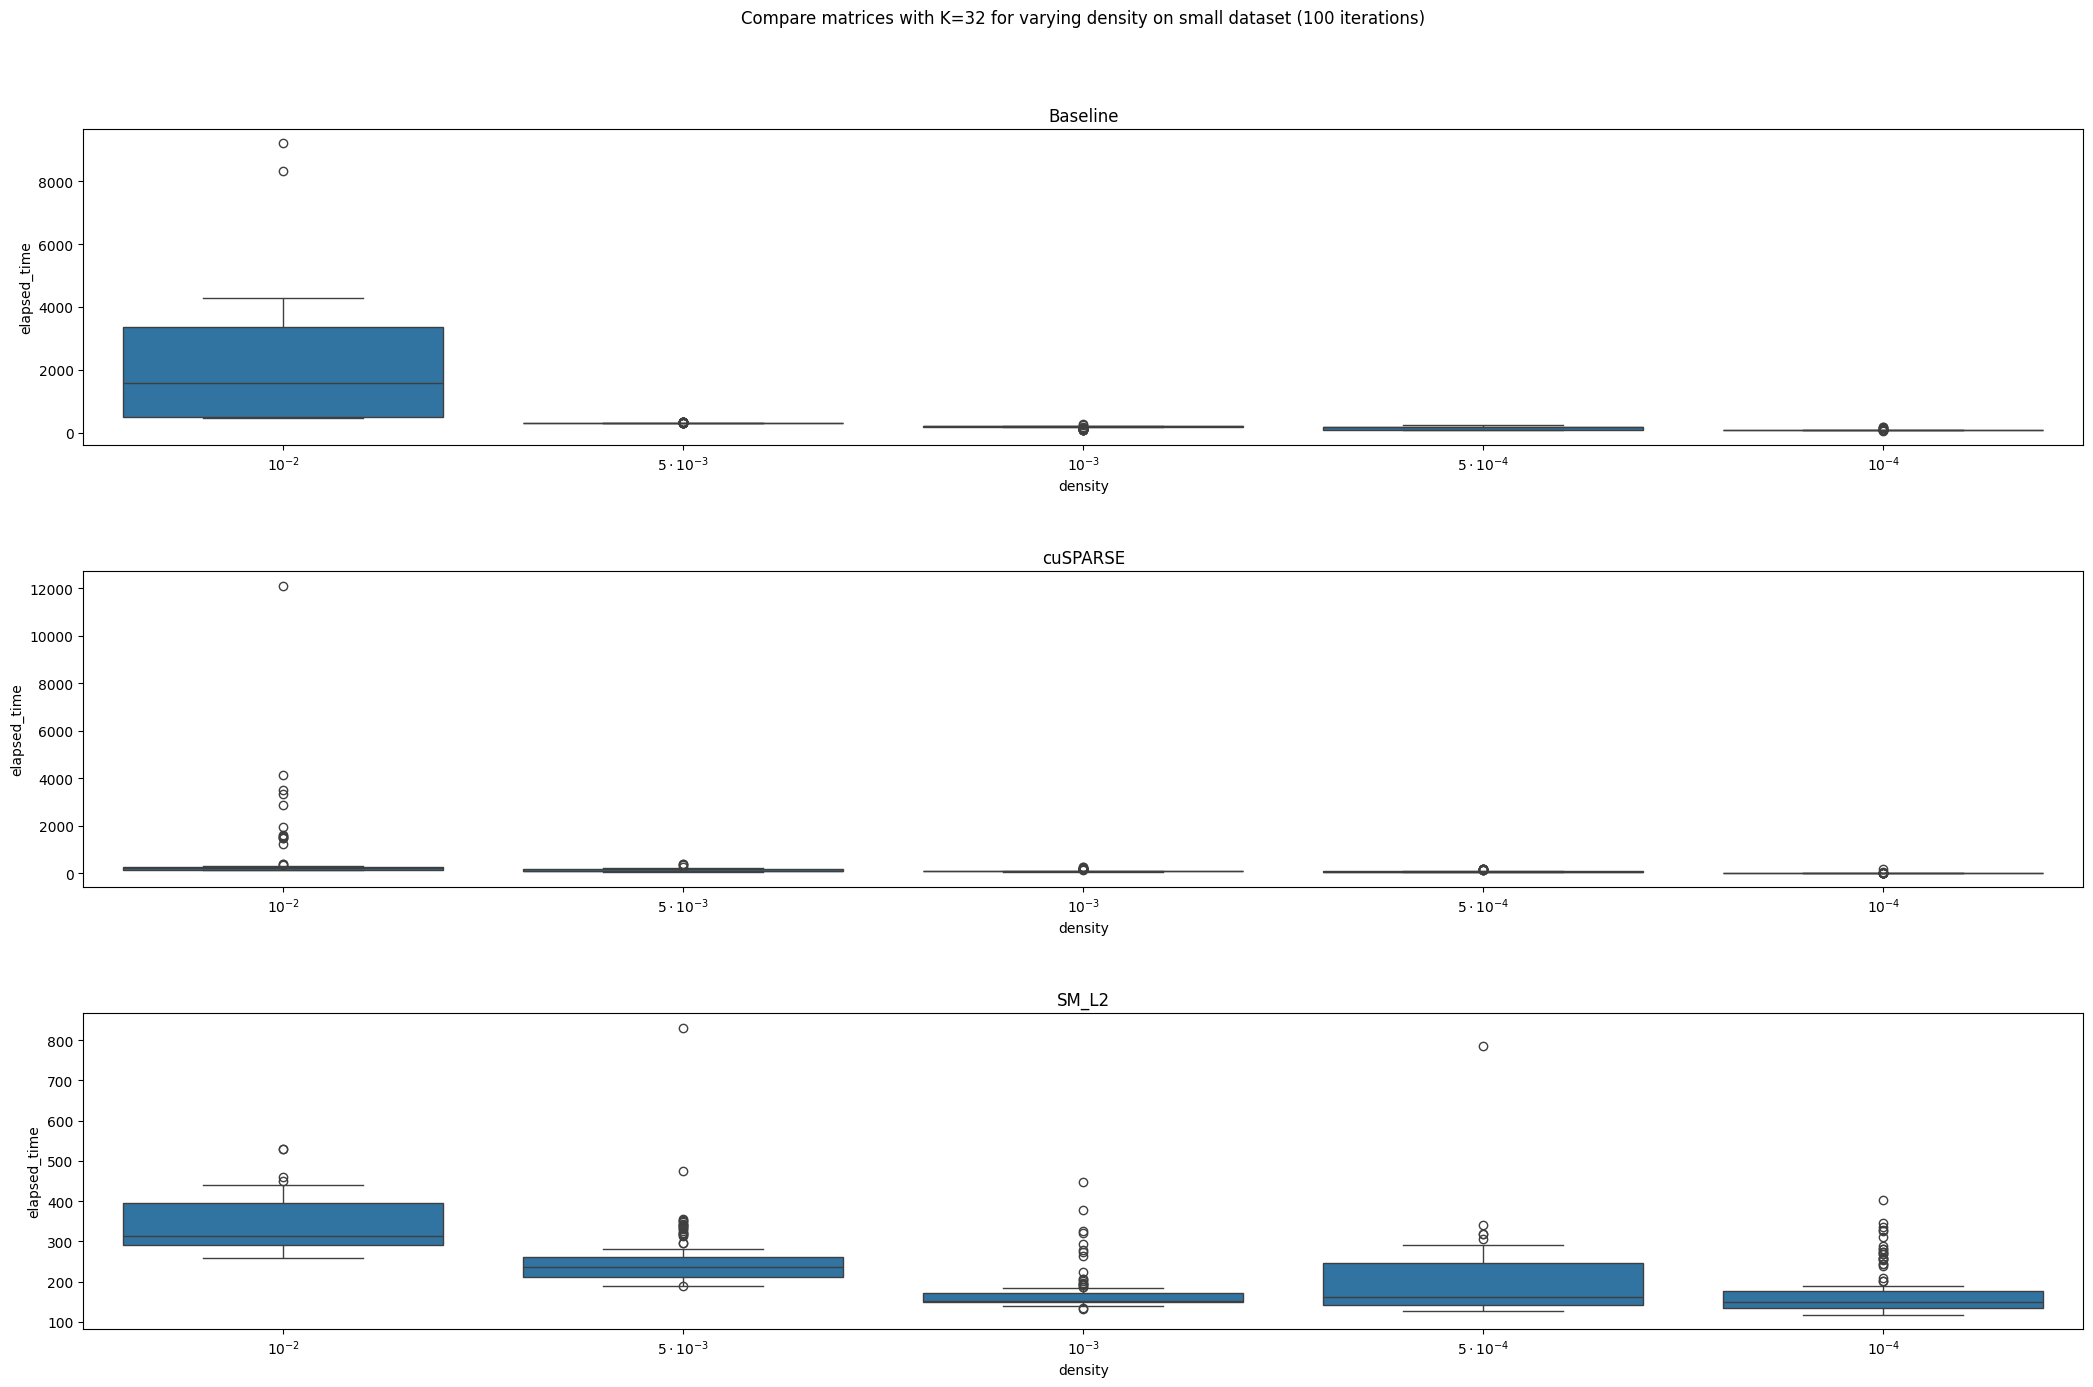 Compare matrices with K=32 for varying density on small dataset (100 iterations)
Baseline
elapsed_time
8000
6000
4000
2000
0
10⁻² 5·10⁻³ 10⁻³ 5·10⁻⁴ 10⁻⁴
density
cuSPARSE
elapsed_time
12000
10000
8000
6000
4000
2000
0
10⁻² 5·10⁻³ 10⁻³ 5·10⁻⁴ 10⁻⁴
density
SM_L2
elapsed_time
800
700
600
500
400
300
200
100
10⁻² 5·10⁻³ 10⁻³ 5·10⁻⁴ 10⁻⁴
density